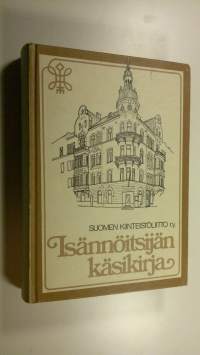 SUOMEN KIINTEISTÖLIITTO r.y.
Isännöitsijän
käsikirja